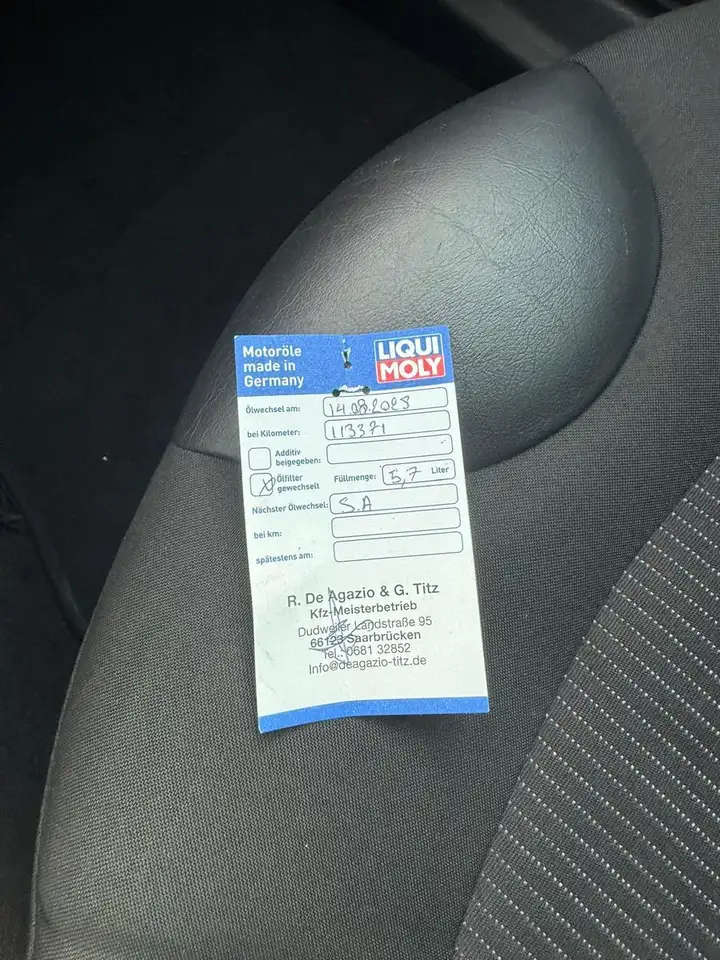 Motoröle
made in
Germany
LIQUI
MOLY
Ölwechsel am: 14.08.2023
bei Kilometer: 113371
Additiv
beigegeben:
X Ölfilter
gewechselt
Füllmenge: 5,7 Liter
Nächster Ölwechsel: S.A
bei km:
spätestens am:
R. De Agazio & G. Titz
Kfz-Meisterbetrieb
Dudweiler Landstraße 95
66123 Saarbrücken
Tel.: 0681 32852
Info@deagazio-titz.de